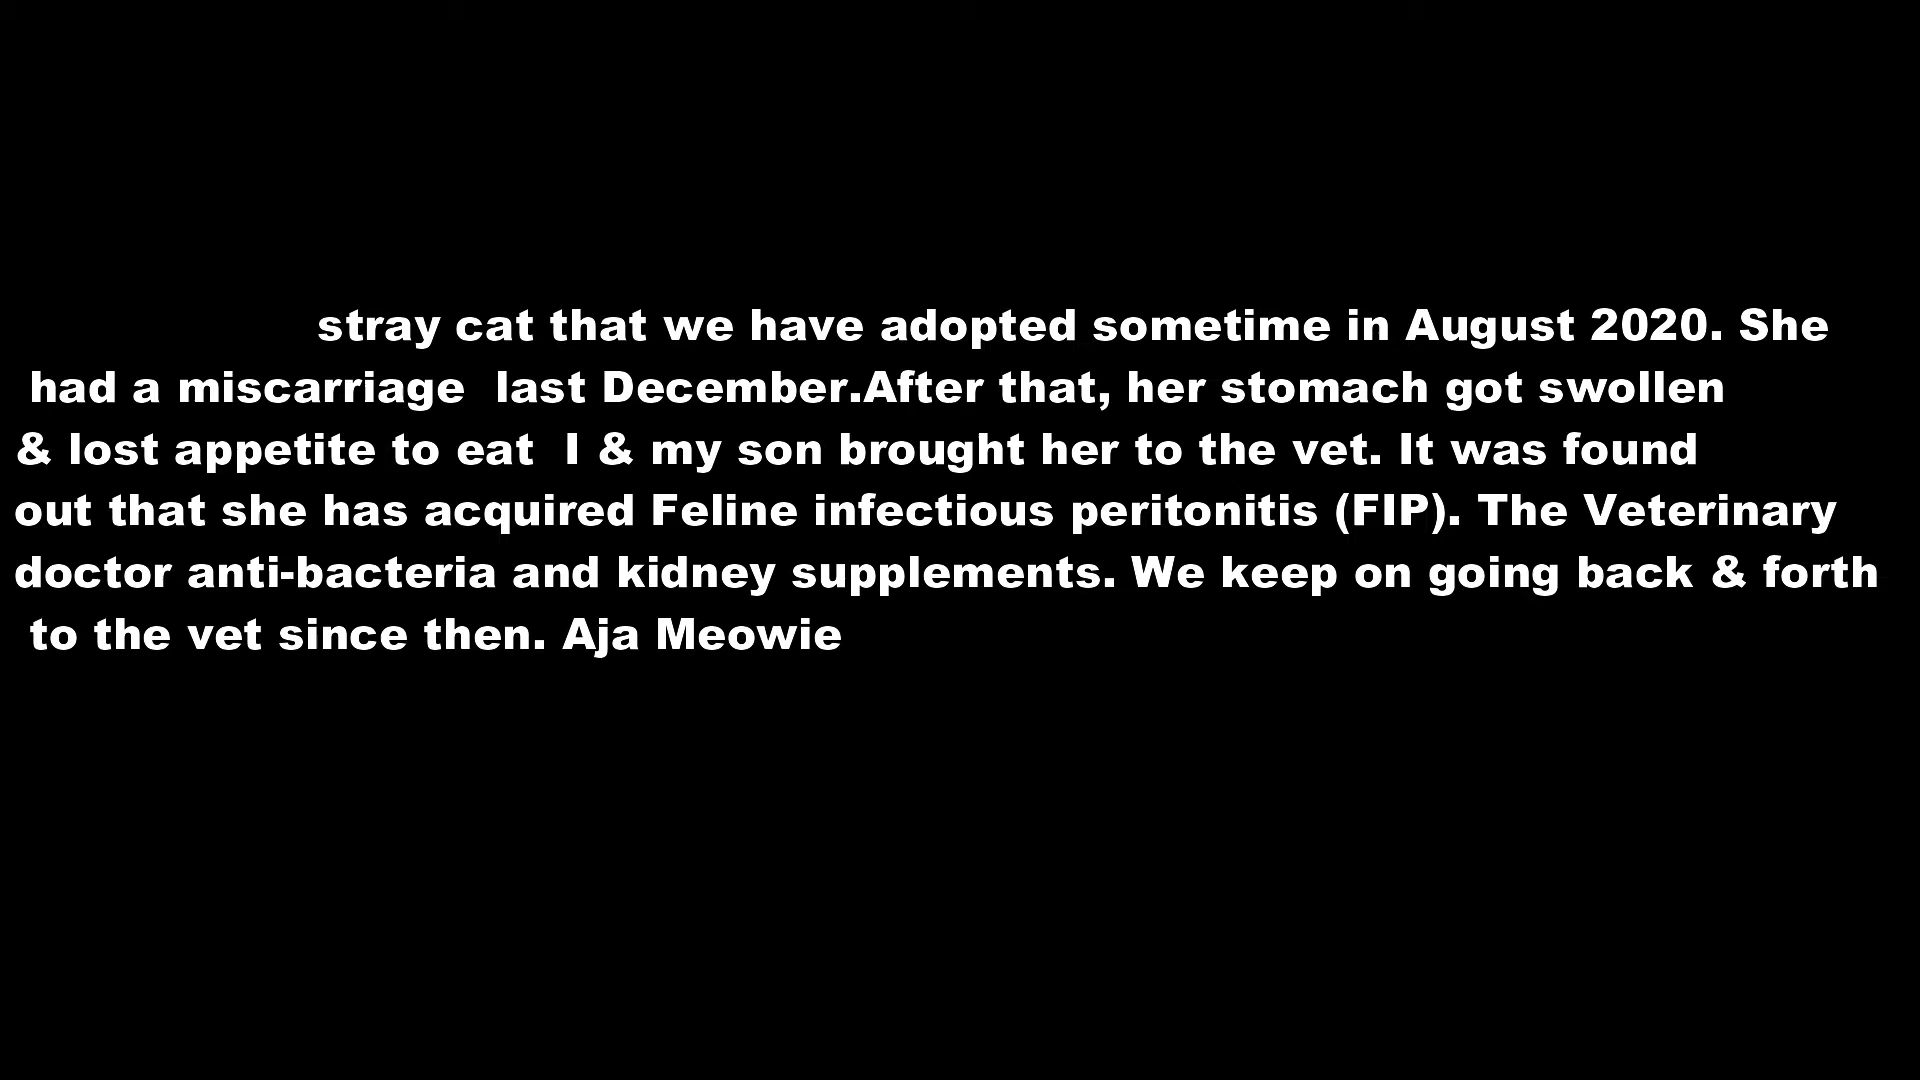 stray cat that we have adopted sometime in August 2020. She
had a miscarriage  last December.After that, her stomach got swollen
& lost appetite to eat  I & my son brought her to the vet. It was found
out that she has acquired Feline infectious peritonitis (FIP). The Veterinary
doctor anti-bacteria and kidney supplements. We keep on going back & forth
to the vet since then. Aja Meowie